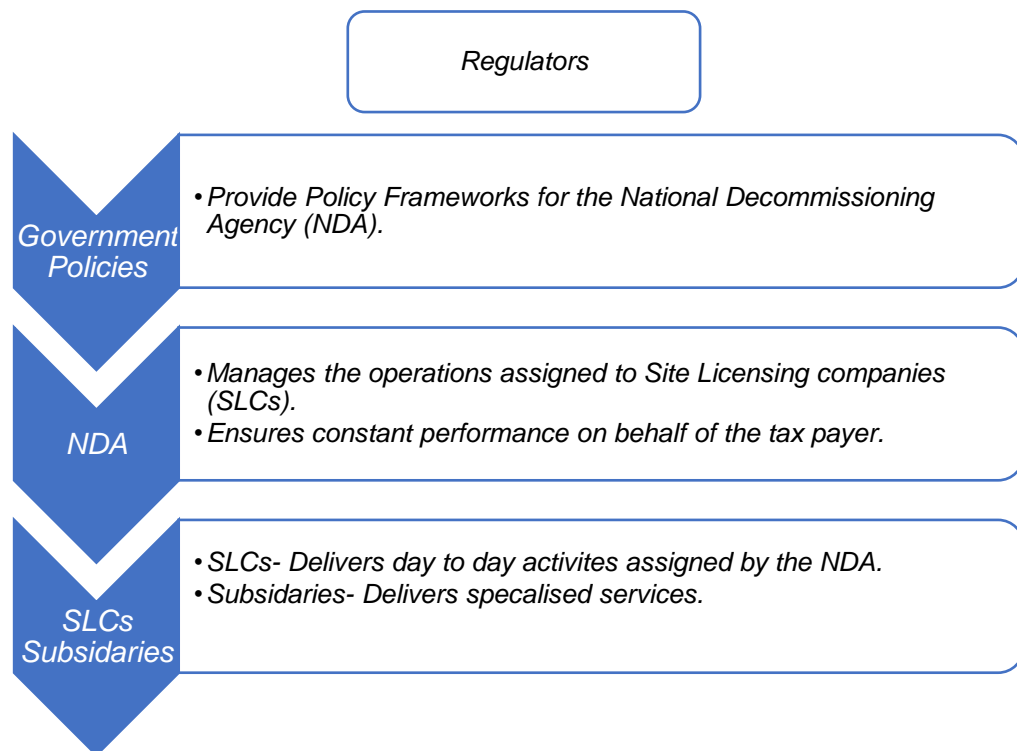 Regulators
Government
Policies
•Provide Policy Frameworks for the National Decommissioning
Agency (NDA).
NDA
•Manages the operations assigned to Site Licensing companies
(SLCs).
•Ensures constant performance on behalf of the tax payer.
SLCs
Subsidaries
•SLCs- Delivers day to day activites assigned by the NDA.
•Subsidaries- Delivers specalised services.